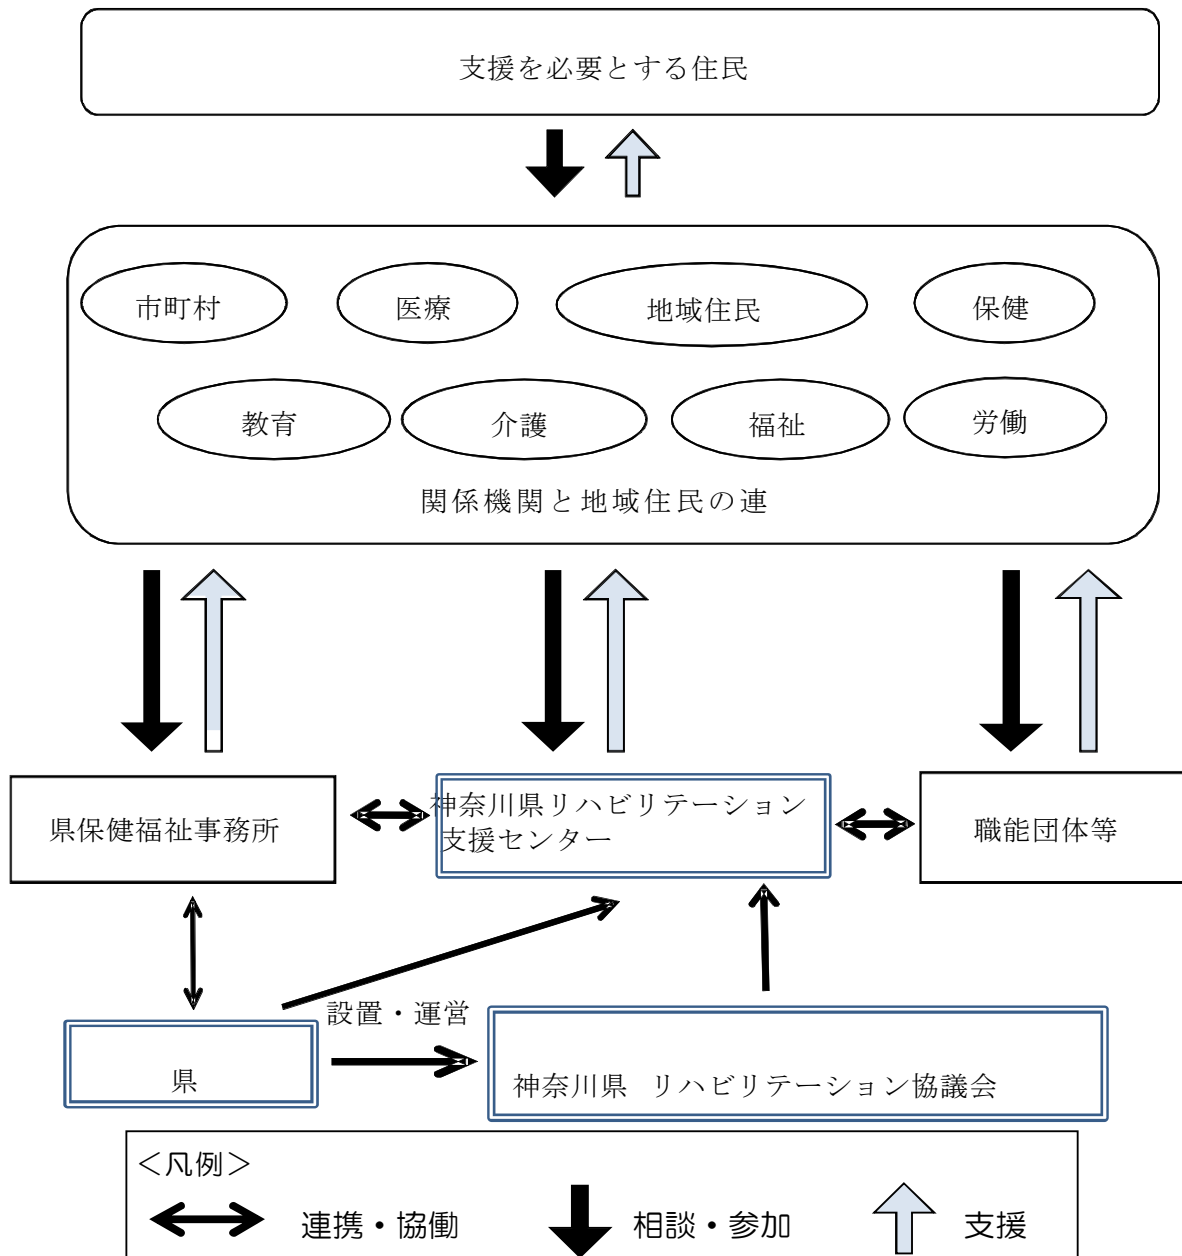 支援を必要とする住民
市町村
医療
地域住民
保健
教育
介護
福祉
労働
関係機関と地域住民の連
県保健福祉事務所
神奈川県リハビリテーション
支援センター
職能団体等
設置・運営
県
神奈川県 リハビリテーション協議会
＜凡例＞
連携・協働
相談・参加
支援